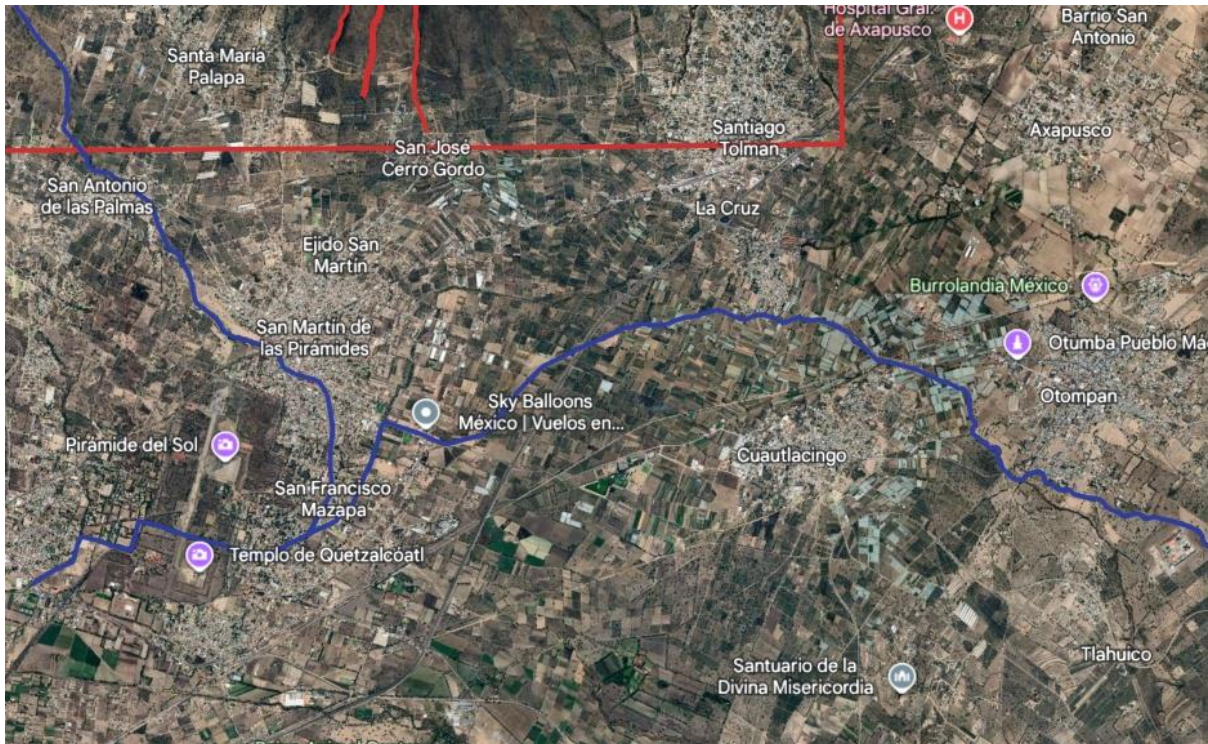 Hospital Gral.
de Axapusco
Barrio San
Antonio
Santa María
Palapa
Santiago
Tolman
Axapusco
San José
Cerro Gordo
San Antonio
de las Palmas
La Cruz
Ejido San
Martín
Burrolandia México
San Martín de
las Pirámides
Otumba Pueblo Má
Otompan
Sky Balloons
México | Vuelos en...
Pirámide del Sol
Cuautlacingo
San Francisco
Mazapa
Templo de Quetzalcóatl
Santuario de la
Divina Misericordia
Tlahuico